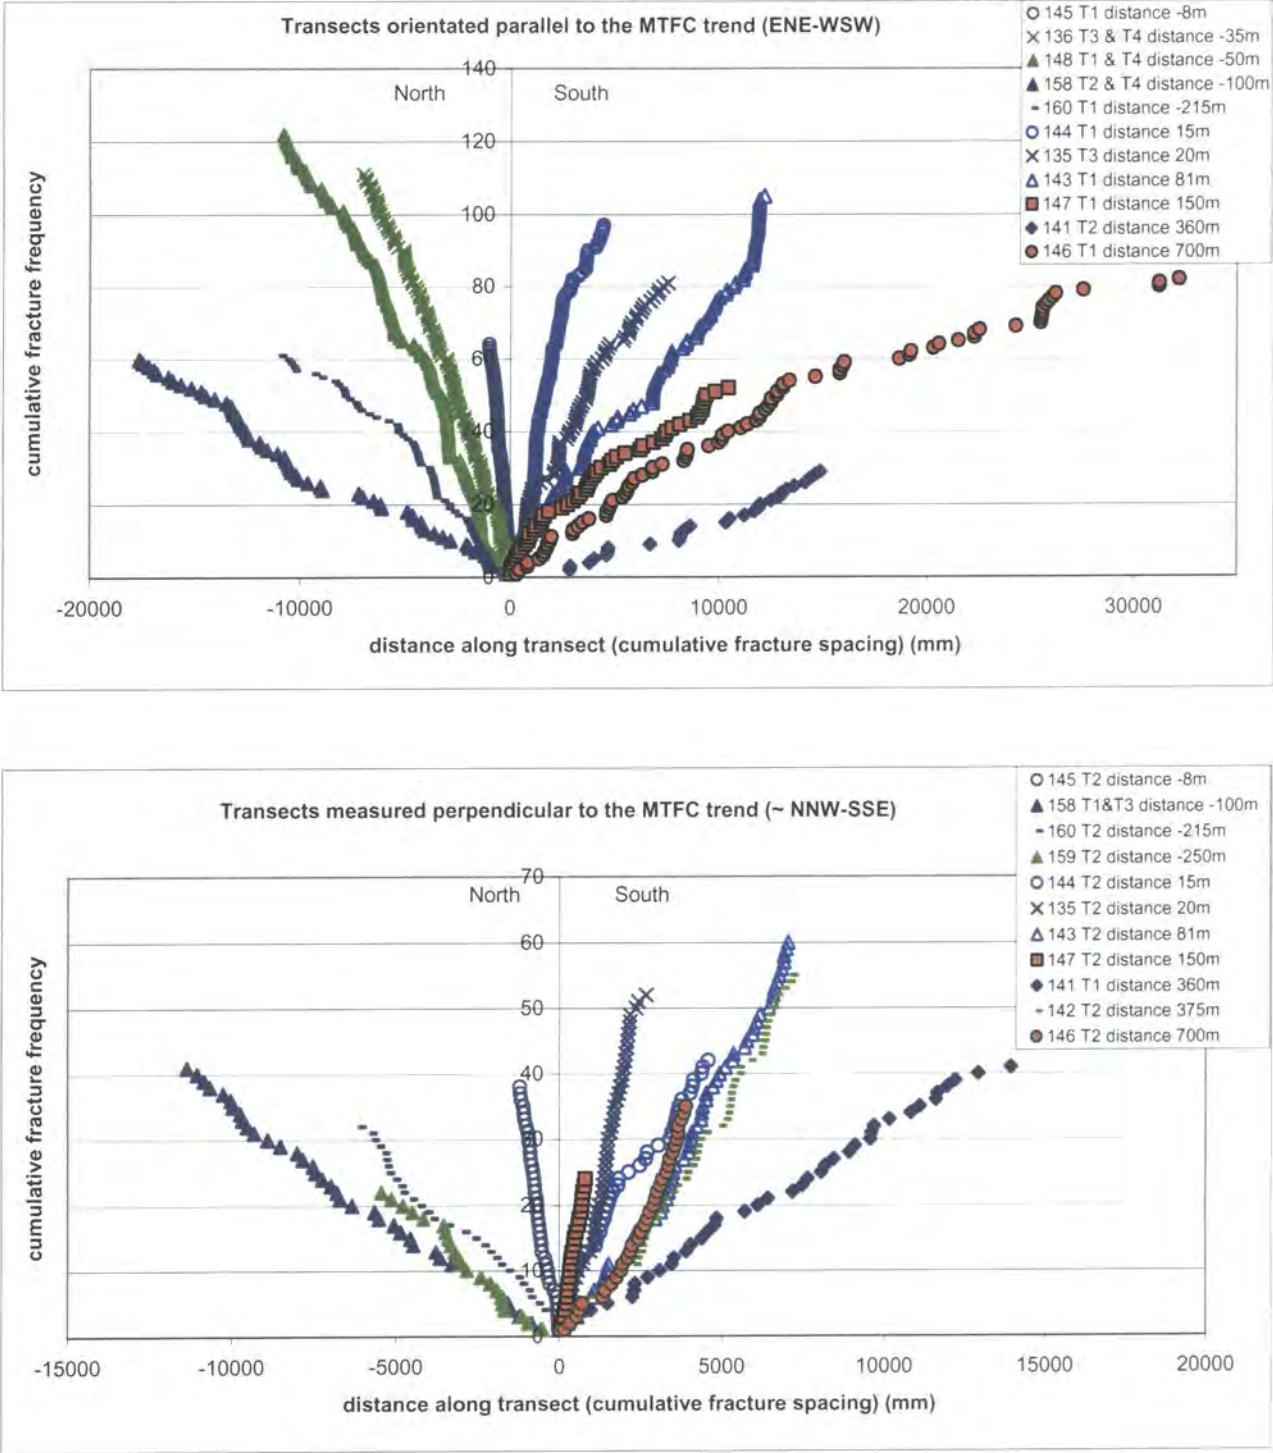 Transects orientated parallel to the MTFC trend (ENE-WSW)
145 T1 distance -8m
136 T3 & T4 distance -35m
148 T1 & T4 distance -50m
158 T2 & T4 distance -100m
160 T1 distance -215m
144 T1 distance 15m
135 T3 distance 20m
143 T1 distance 81m
147 T1 distance 150m
141 T2 distance 360m
146 T1 distance 700m
North
South
140
120
100
80
60
40
20
0
cumulative fracture frequency
-20000
-10000
0
10000
20000
30000
distance along transect (cumulative fracture spacing) (mm)
Transects measured perpendicular to the MTFC trend (~ NNW-SSE)
145 T2 distance -8m
158 T1&T3 distance -100m
160 T2 distance -215m
159 T2 distance -250m
144 T2 distance 15m
135 T2 distance 20m
143 T2 distance 81m
147 T2 distance 150m
141 T1 distance 360m
142 T2 distance 375m
146 T2 distance 700m
North
South
70
60
50
40
30
20
10
0
cumulative fracture frequency
-15000
-10000
-5000
0
5000
10000
15000
20000
distance along transect (cumulative fracture spacing) (mm)